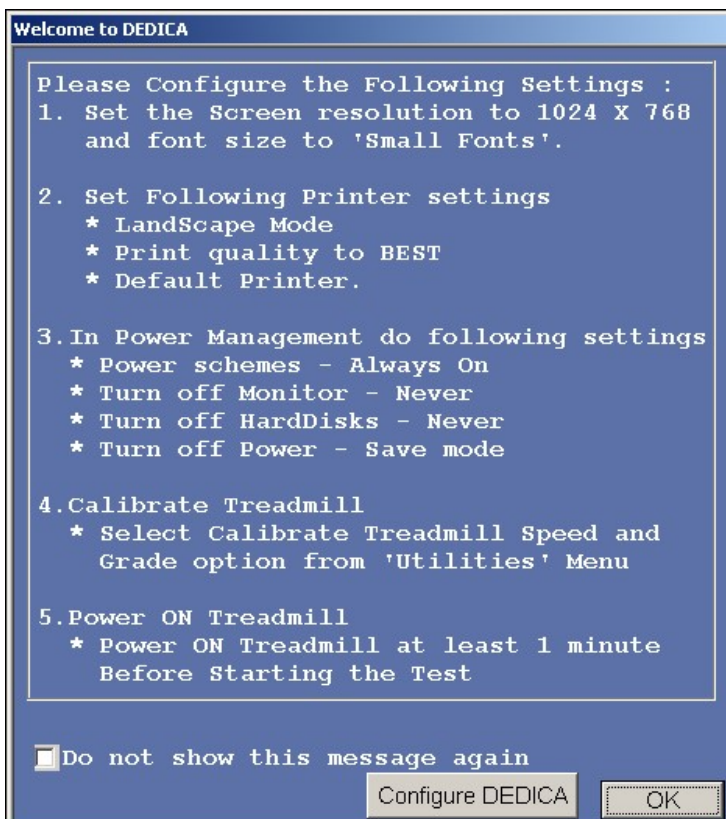 Welcome to DEDICA
Please Configure the Following Settings :
1. Set the Screen resolution to 1024 X 768
and font size to 'Small Fonts'.
2. Set Following Printer settings
* LandScape Mode
* Print quality to BEST
* Default Printer.
3.In Power Management do following settings
* Power schemes - Always On
* Turn off Monitor - Never
* Turn off HardDisks - Never
* Turn off Power - Save mode
4.Calibrate Treadmill
* Select Calibrate Treadmill Speed and
Grade option from 'Utilities' Menu
5.Power ON Treadmill
* Power ON Treadmill at least 1 minute
Before Starting the Test
Do not show this message again
Configure DEDICA
OK